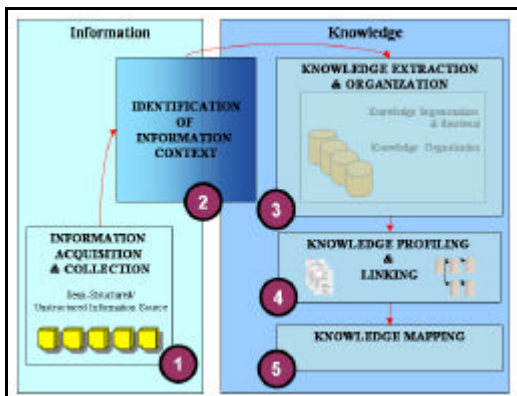 Information
Knowledge
INFORMATION
ACQUISITION
& COLLECTION
Semi-Structured/
Unstructured Information Source
1
IDENTIFICATION
OF
INFORMATION
CONTEXT
2
KNOWLEDGE EXTRACTION
& ORGANIZATION
Knowledge
& Retrieval
Knowledge Organization
3
KNOWLEDGE PROFILING
&
LINKING
4
KNOWLEDGE MAPPING
5